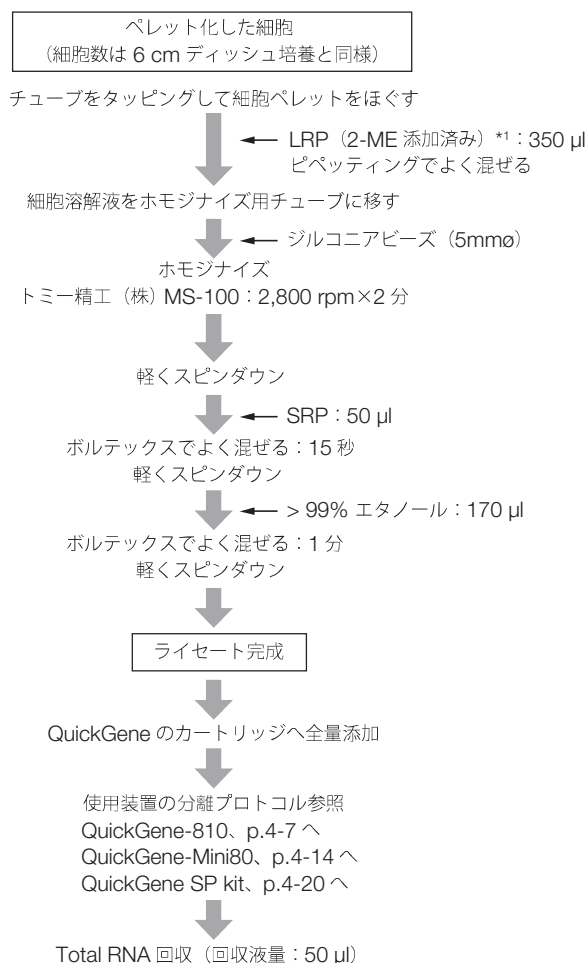 ペレット化した細胞
（細胞数は 6 cm ディッシュ培養と同様）
チューブをタッピングして細胞ペレットをほぐす
LRP（2-ME 添加済み）*1：350 µl
ピペッティングでよく混ぜる
細胞溶解液をホモジナイズ用チューブに移す
ジルコニアビーズ（5mmø）
ホモジナイズ
トミー精工（株）MS-100：2,800 rpm×2 分
軽くスピンダウン
SRP：50 µl
ボルテックスでよく混ぜる：15 秒
軽くスピンダウン
> 99% エタノール：170 µl
ボルテックスでよく混ぜる：1 分
軽くスピンダウン
ライセート完成
QuickGene のカートリッジへ全量添加
使用装置の分離プロトコル参照
QuickGene-810、p.4-7 へ
QuickGene-Mini80、p.4-14 へ
QuickGene SP kit、p.4-20 へ
Total RNA 回収（回収液量：50 µl）